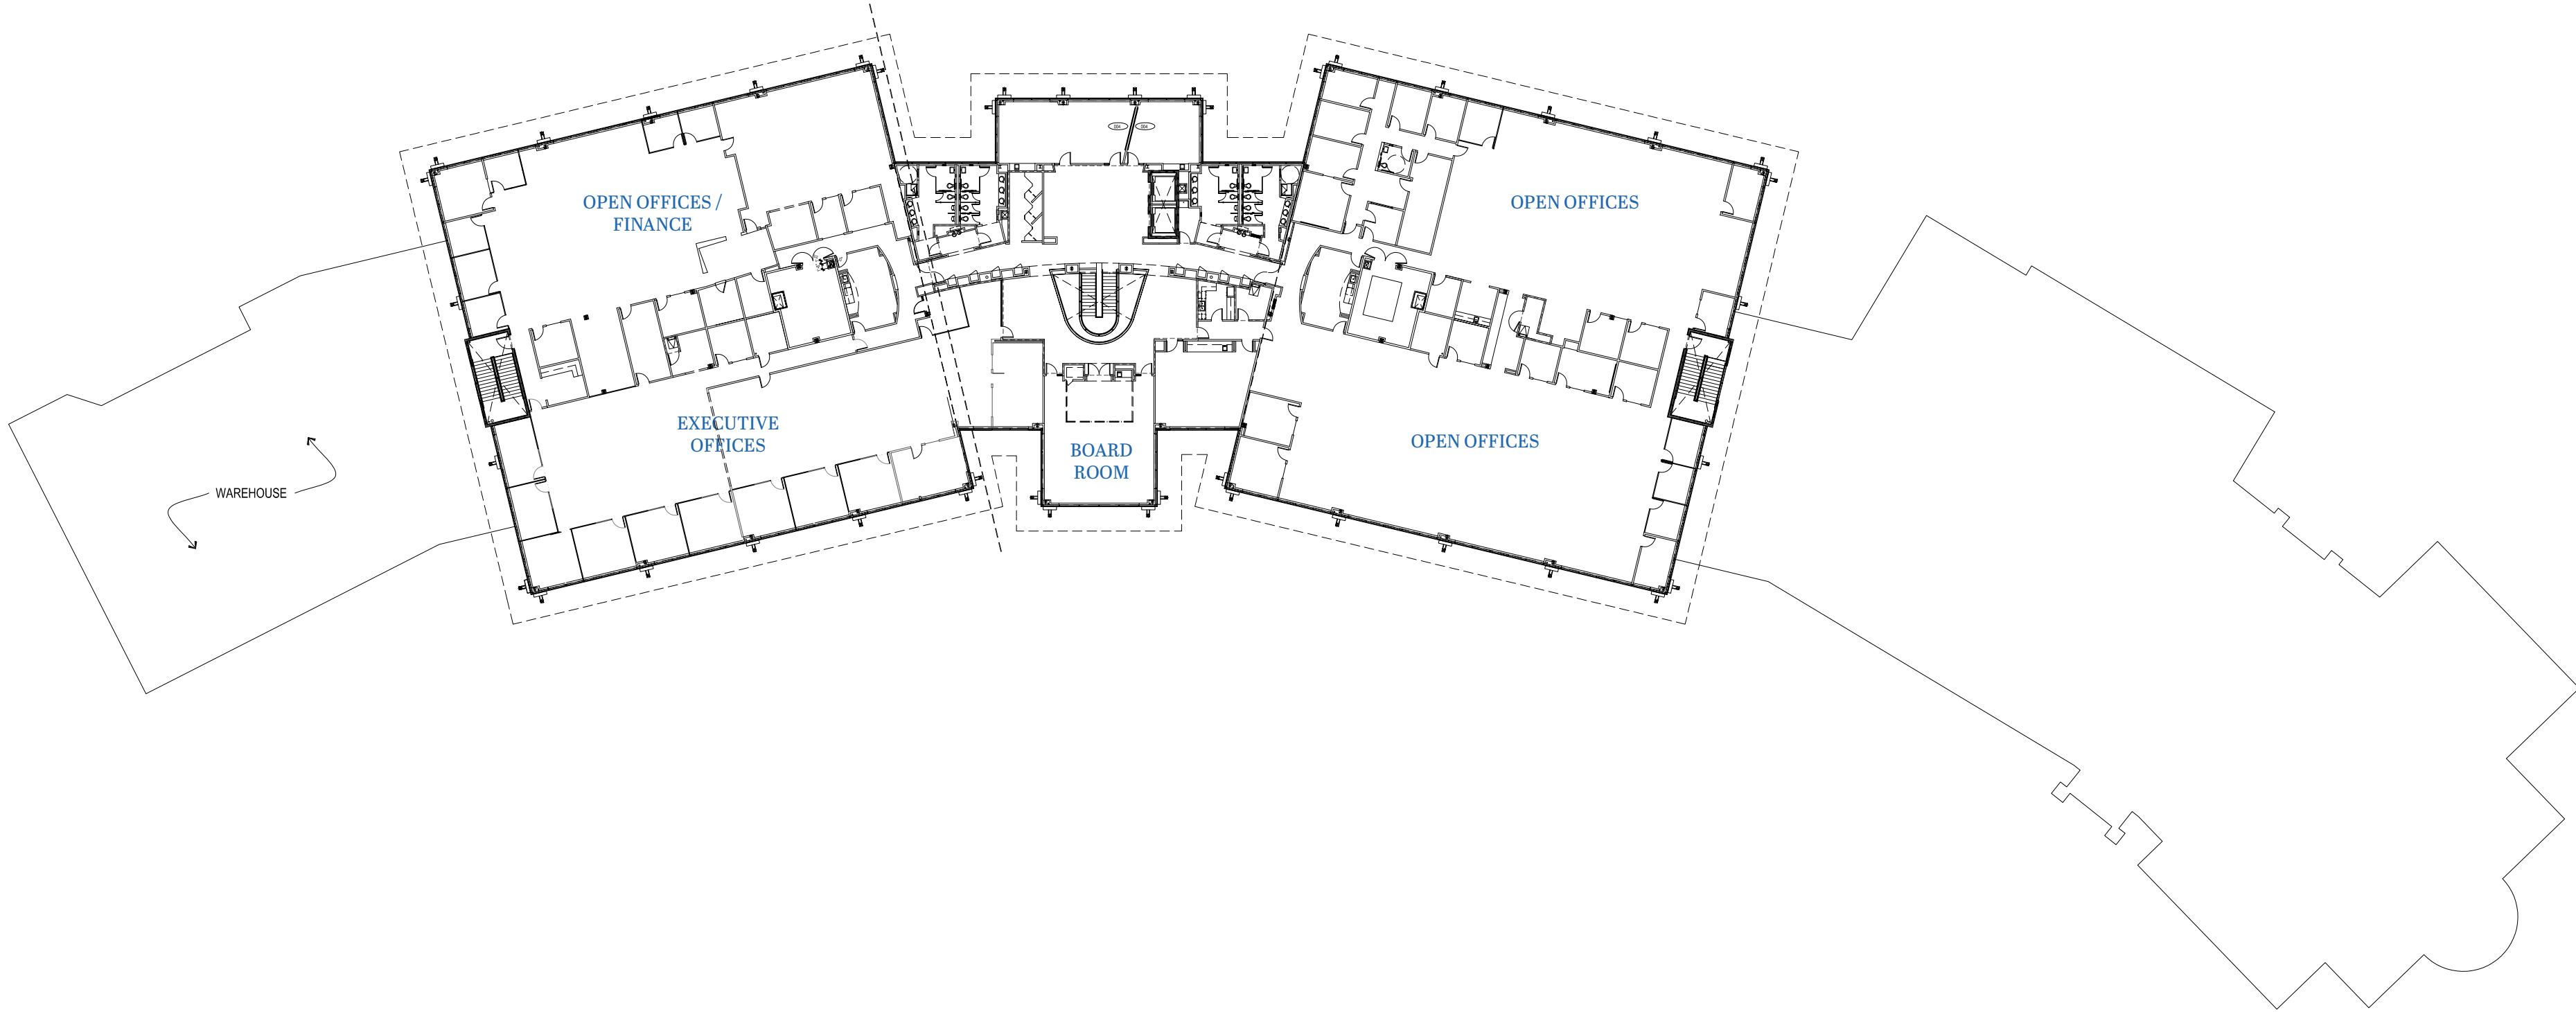 OPEN OFFICES /
FINANCE
OPEN OFFICES
EXECUTIVE
OFFICES
BOARD
ROOM
OPEN OFFICES
WAREHOUSE